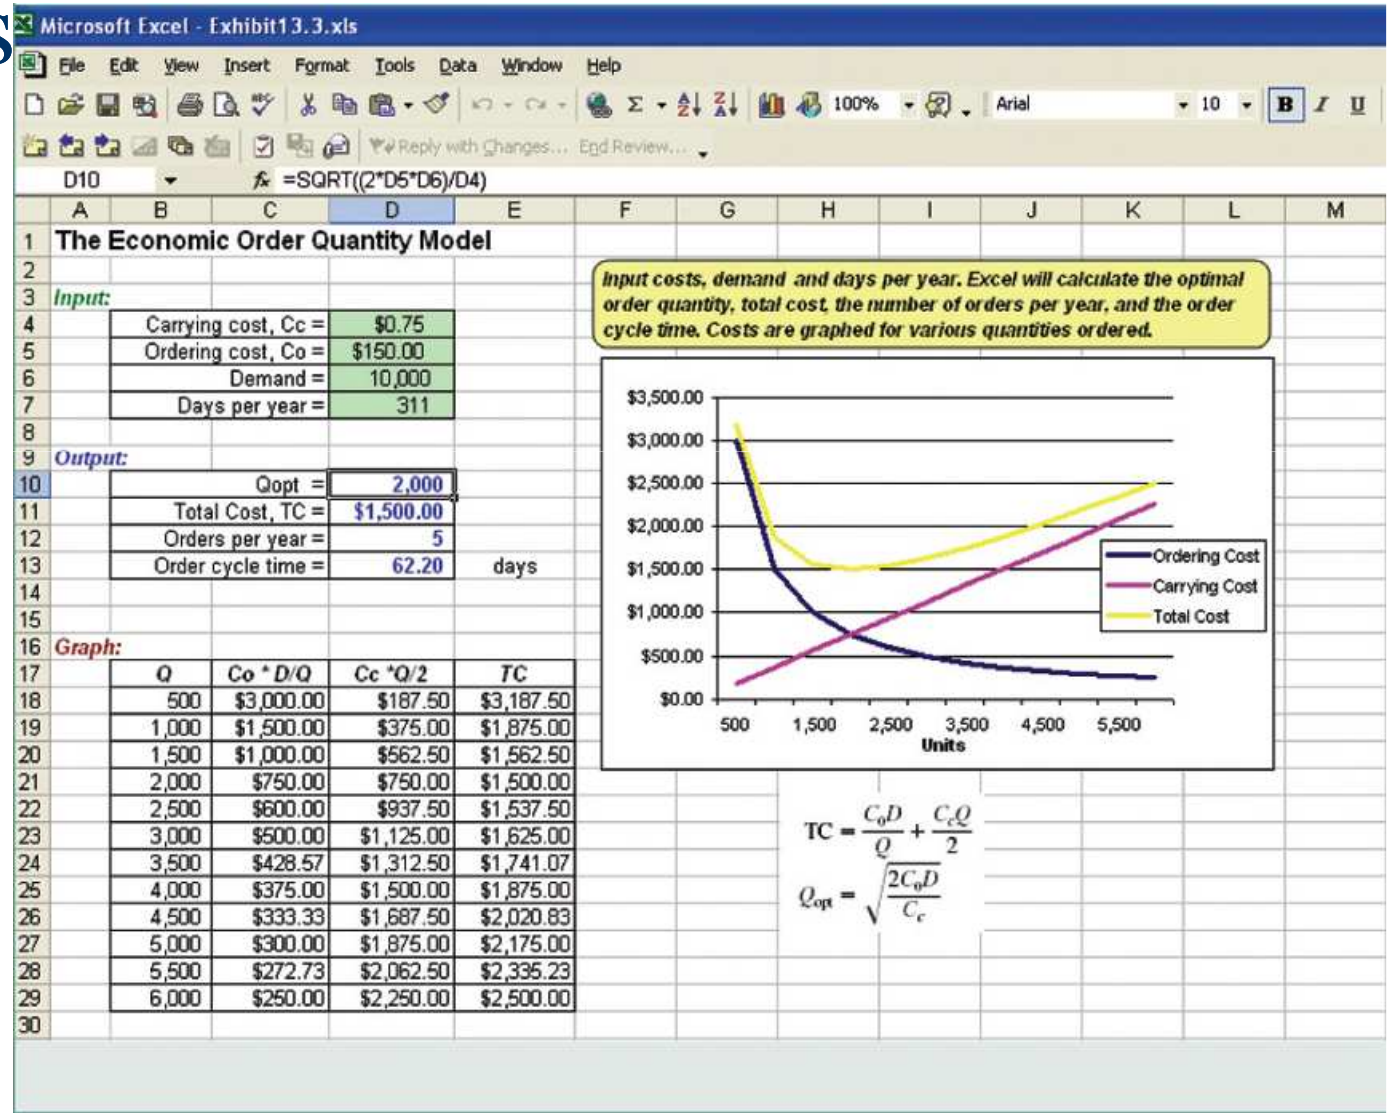 S
Microsoft Excel - Exhibit13.3.xls
File Edit View Insert Format Tools Data Window Help
100% Arial 10 B I U
Reply with Changes... End Review...
D10 fx =SQRT((2*D5*D6)/D4)
A B C D E F G H I J K L M
1 The Economic Order Quantity Model
2
3 Input:
4 Carrying cost, Cc = $0.75
5 Ordering cost, Co = $150.00
6 Demand = 10,000
7 Days per year = 311
8
9 Output:
10 Qopt = 2,000
11 Total Cost, TC = $1,500.00
12 Orders per year = 5
13 Order cycle time = 62.20 days
14
15
16 Graph:
17 Q Co * D/Q Cc *Q/2 TC
18 500 $3,000.00 $187.50 $3,187.50
19 1,000 $1,500.00 $375.00 $1,875.00
20 1,500 $1,000.00 $562.50 $1,562.50
21 2,000 $750.00 $750.00 $1,500.00
22 2,500 $600.00 $937.50 $1,537.50
23 3,000 $500.00 $1,125.00 $1,625.00
24 3,500 $428.57 $1,312.50 $1,741.07
25 4,000 $375.00 $1,500.00 $1,875.00
26 4,500 $333.33 $1,687.50 $2,020.83
27 5,000 $300.00 $1,875.00 $2,175.00
28 5,500 $272.73 $2,062.50 $2,335.23
29 6,000 $250.00 $2,250.00 $2,500.00
30
Input costs, demand and days per year. Excel will calculate the optimal
order quantity, total cost, the number of orders per year, and the order
cycle time. Costs are graphed for various quantities ordered.
$3,500.00
$3,000.00
$2,500.00
$2,000.00
$1,500.00
$1,000.00
$500.00
$0.00
500 1,500 2,500 3,500 4,500 5,500
Units
Ordering Cost
Carrying Cost
Total Cost
TC = C₀D/Q + C_cQ/2
Q_opt = √(2C₀D/C_c)